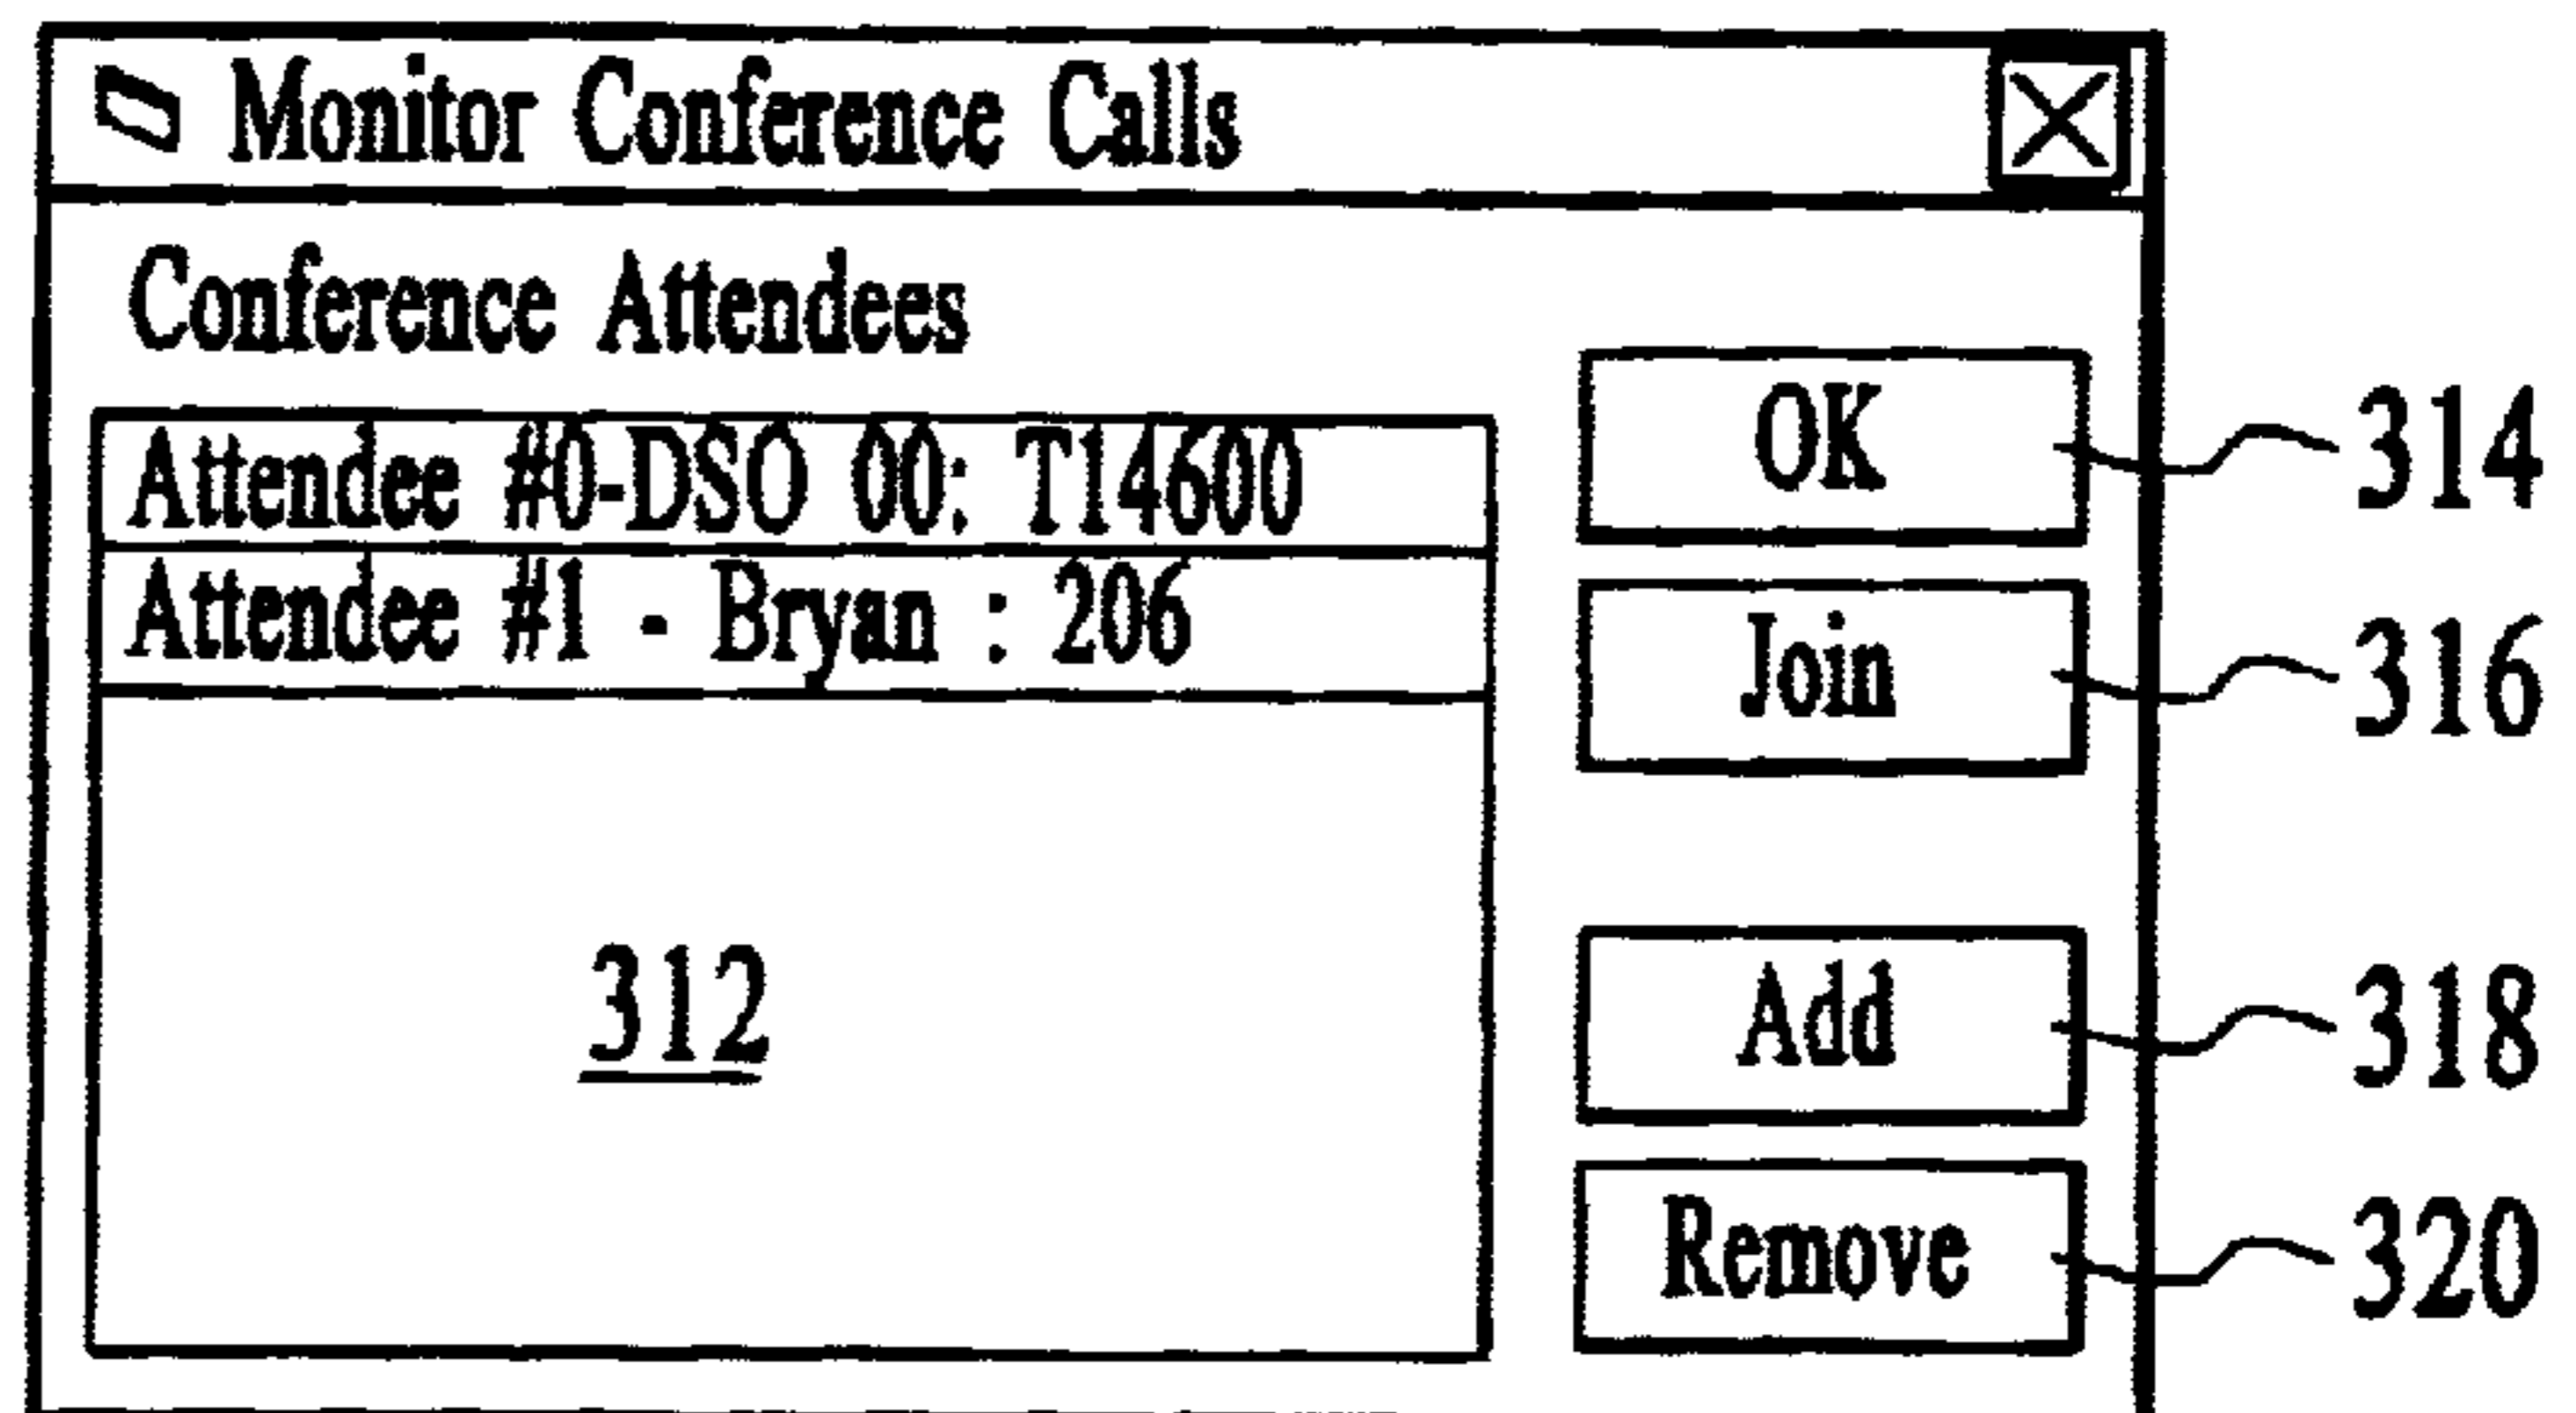 Monitor Conference Calls
Conference Attendees
Attendee #0-DSO 00: T14600
Attendee #1 - Bryan : 206
312
OK
314
Join
316
Add
318
Remove
320